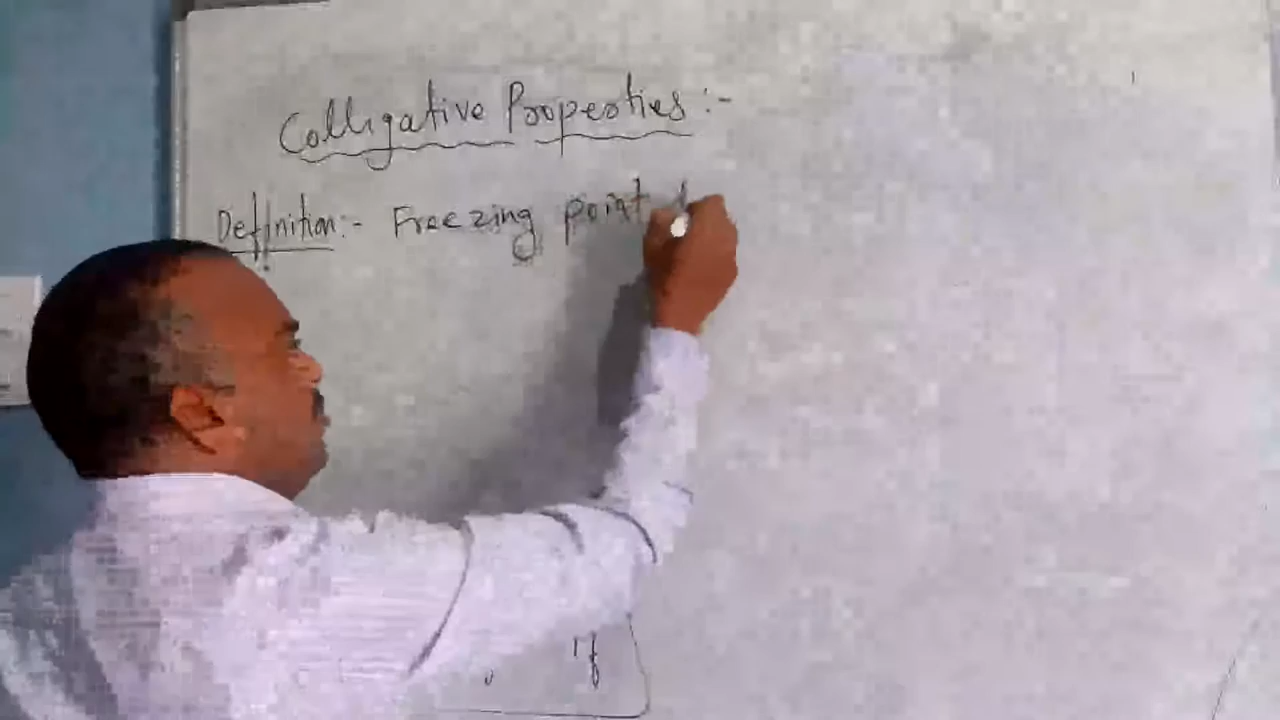 Colligative Properties :-
Definition :- Freezing point